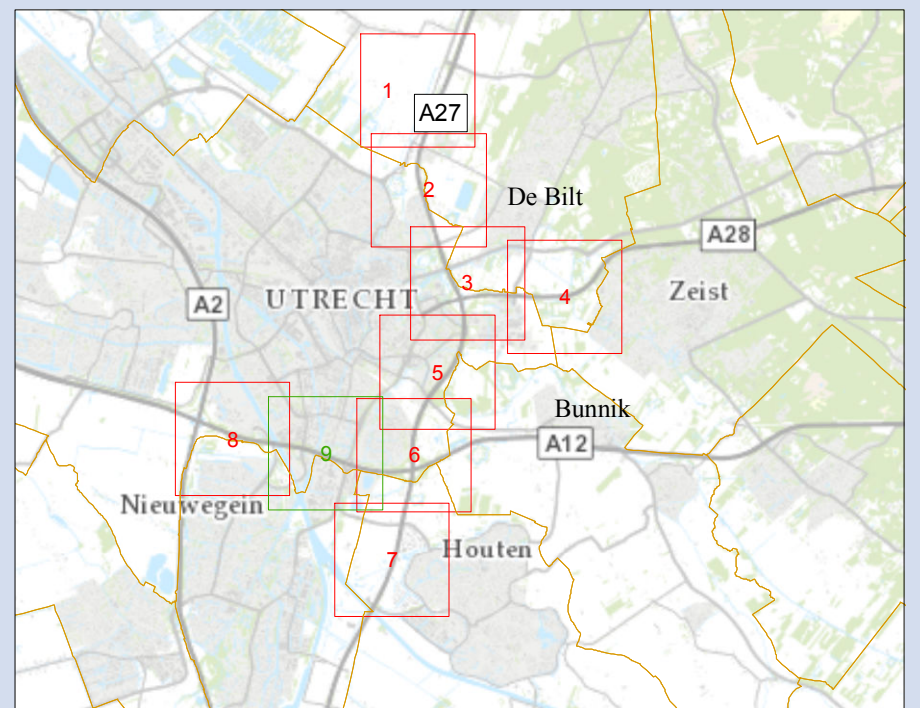 1
A27
2
De Bilt
A28
3
4
Zeist
UTRECHT
A2
5
Bunnik
8
9
6
A12
Nieuwegein
Houten
7